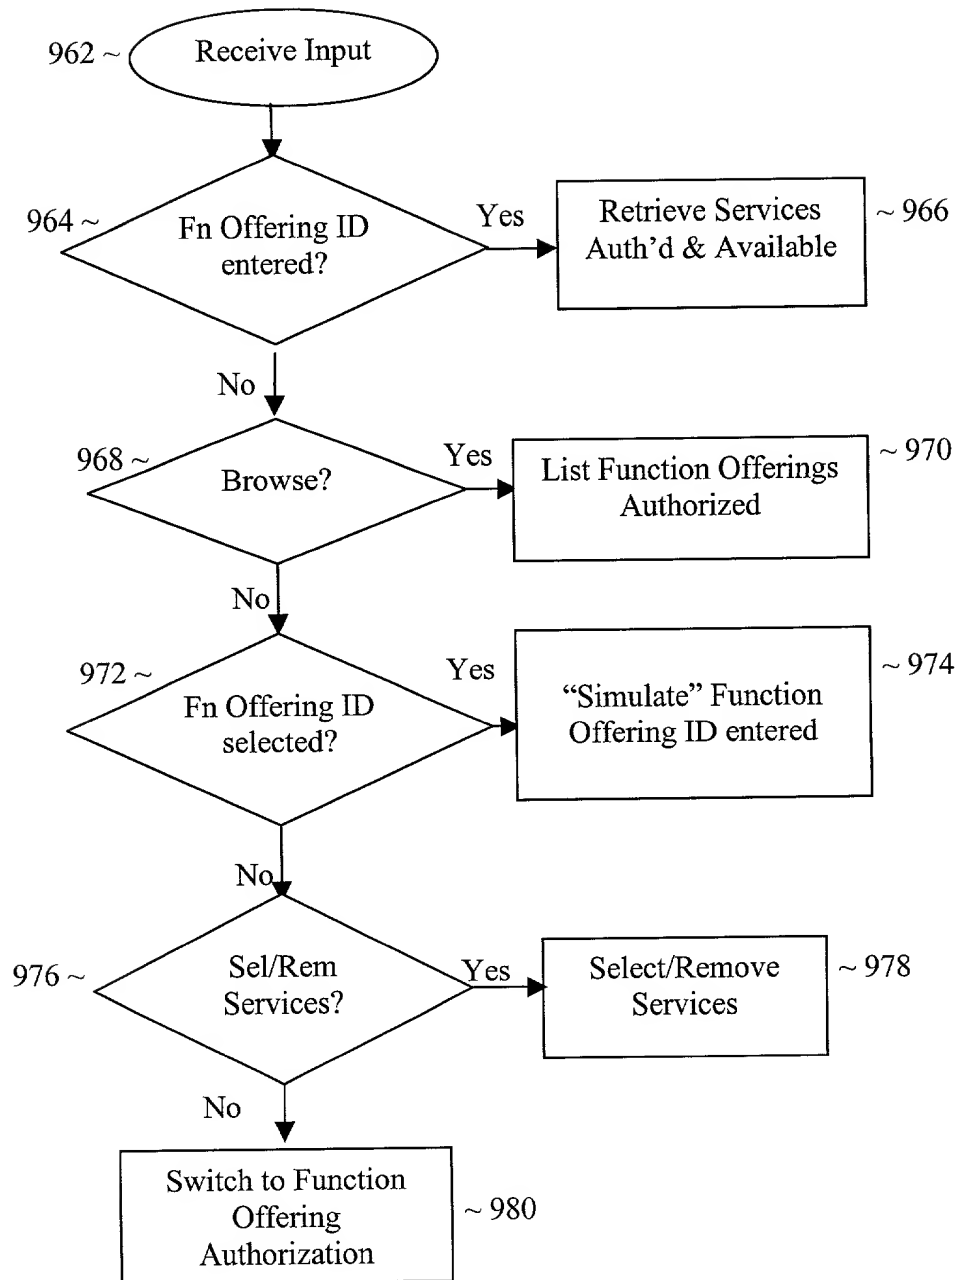 962 ~
Receive Input
964 ~
Fn Offering ID
entered?
Yes
Retrieve Services
Auth'd & Available
~ 966
No
968 ~
Browse?
Yes
List Function Offerings
Authorized
~ 970
No
972 ~
Fn Offering ID
selected?
Yes
“Simulate” Function
Offering ID entered
~ 974
No
976 ~
Sel/Rem
Services?
Yes
Select/Remove
Services
~ 978
No
Switch to Function
Offering
Authorization
~ 980